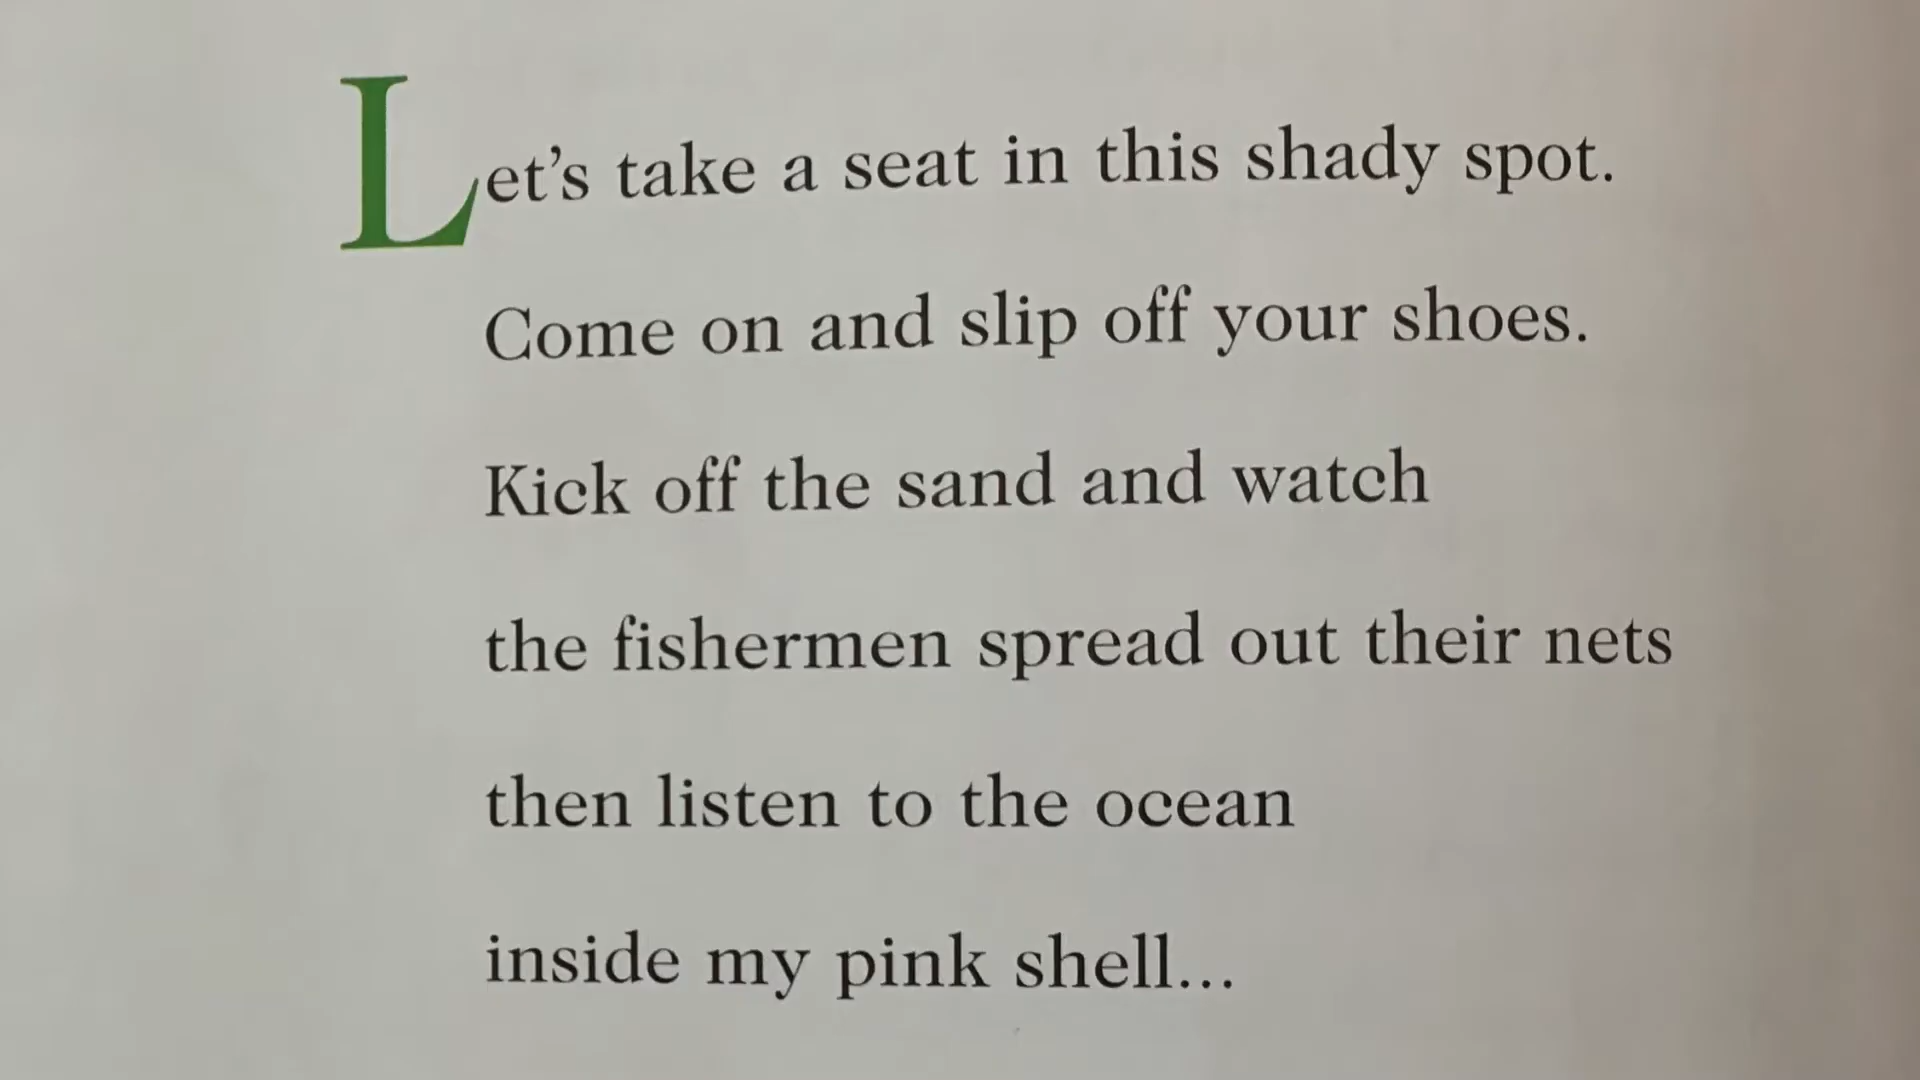 Let’s take a seat in this shady spot.
Come on and slip off your shoes.
Kick off the sand and watch
the fishermen spread out their nets
then listen to the ocean
inside my pink shell...